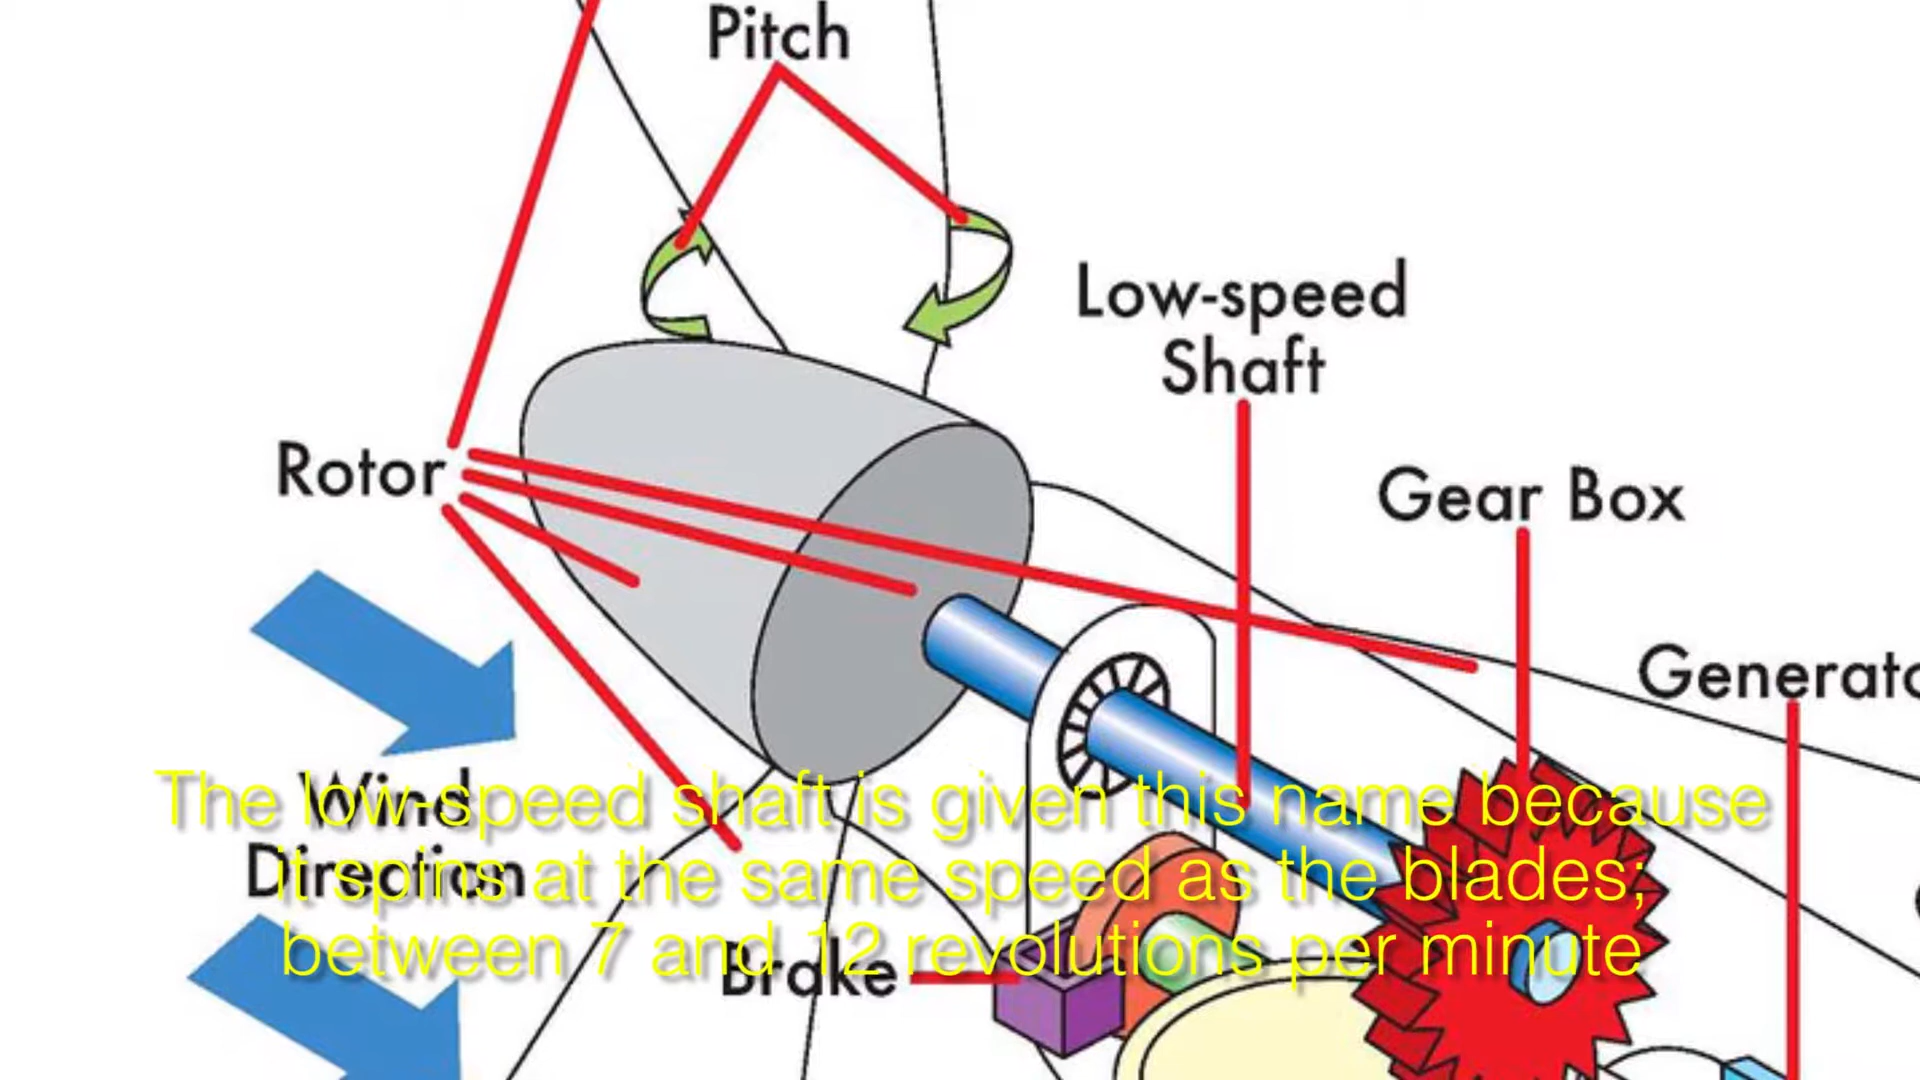 Pitch
Low-speed
Shaft
Rotor
Gear Box
Generato
Wind
Direction
Brake
The low-speed shaft is given this name because
it spins at the same speed as the blades;
between 7 and 12 revolutions per minute